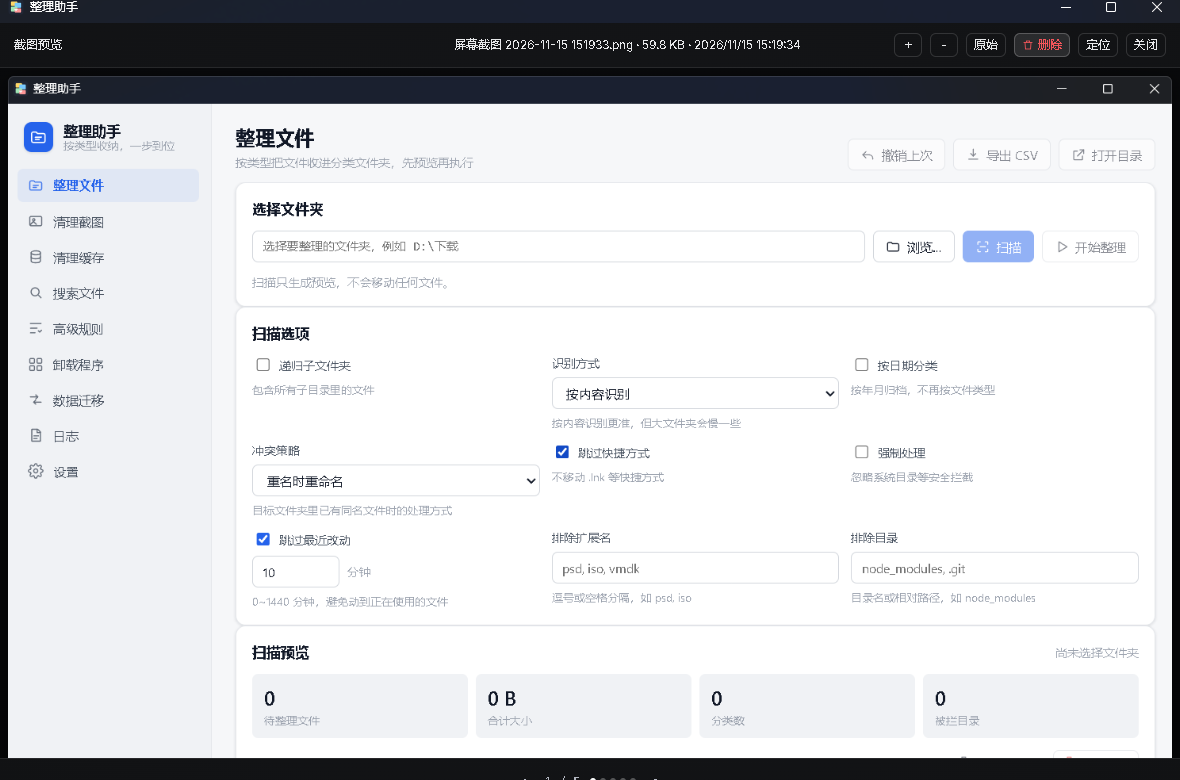 整理助手
截图预览
屏幕截图 2026-11-15 151933.png · 59.8 KB · 2026/11/15 15:19:34
+
-
原始
删除
定位
关闭
整理助手
整理助手
按类型收纳，一步到位
整理文件
清理截图
清理缓存
搜索文件
高级规则
卸载程序
数据迁移
日志
设置
整理文件
按类型把文件收进分类文件夹，先预览再执行
撤销上次
导出 CSV
打开目录
选择文件夹
选择要整理的文件夹，例如 D:\下载
浏览...
扫描
开始整理
扫描只生成预览，不会移动任何文件。
扫描选项
递归子文件夹
包含所有子目录里的文件
识别方式
按内容识别
按内容识别更准，但大文件夹会慢一些
按日期分类
按年月归档，不再按文件类型
冲突策略
重名时重命名
目标文件夹里已有同名文件时的处理方式
跳过快捷方式
不移动 .lnk 等快捷方式
强制处理
忽略系统目录等安全拦截
跳过最近改动
10
分钟
0~1440 分钟，避免动到正在使用的文件
排除扩展名
psd, iso, vmdk
逗号或空格分隔，如 psd, iso
排除目录
node_modules, .git
目录名或相对路径，如 node_modules
扫描预览
尚未选择文件夹
0
待整理文件
0 B
合计大小
0
分类数
0
被拦目录
1 / 5